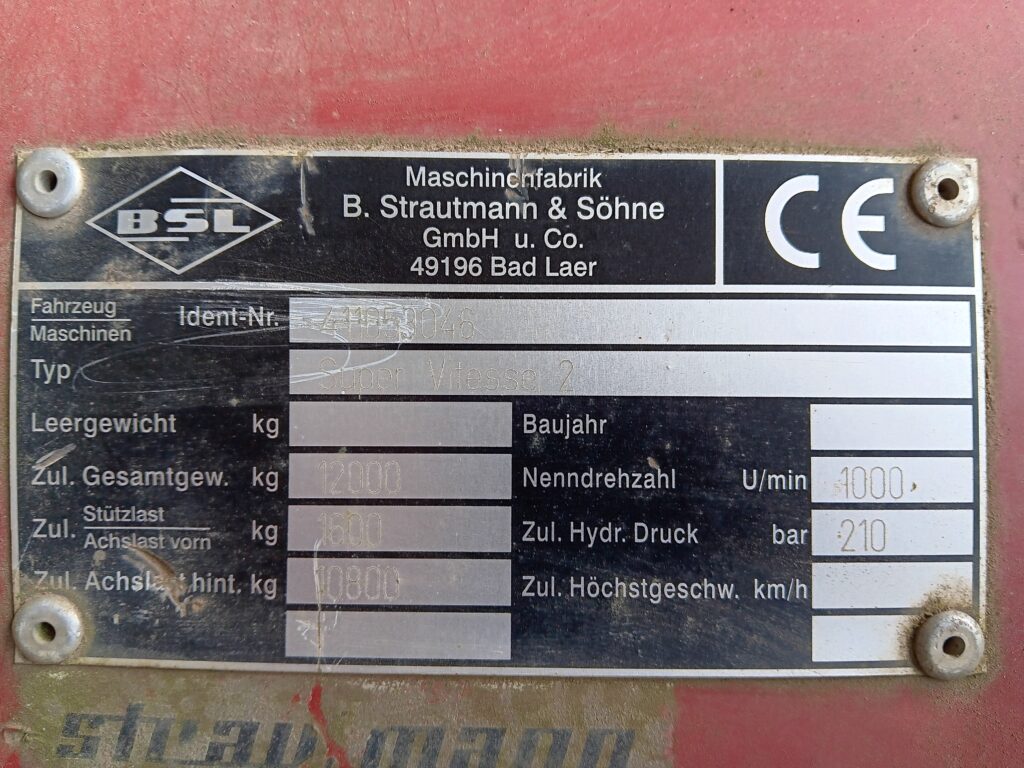 BSL
Maschinenfabrik
B. Strautmann & Söhne
GmbH u. Co.
49196 Bad Laer
CE
Fahrzeug
Maschinen
Ident-Nr.
Typ Super Vitesse 2
Leergewicht kg
Baujahr
Zul. Gesamtgew. kg 12000
Nenndrehzahl U/min 1000
Zul. Stützlast
Achslast vorn kg 1600
Zul. Hydr. Druck bar 210
Zul. Achslast hint. kg 10800
Zul. Höchstgeschw. km/h
strautmann